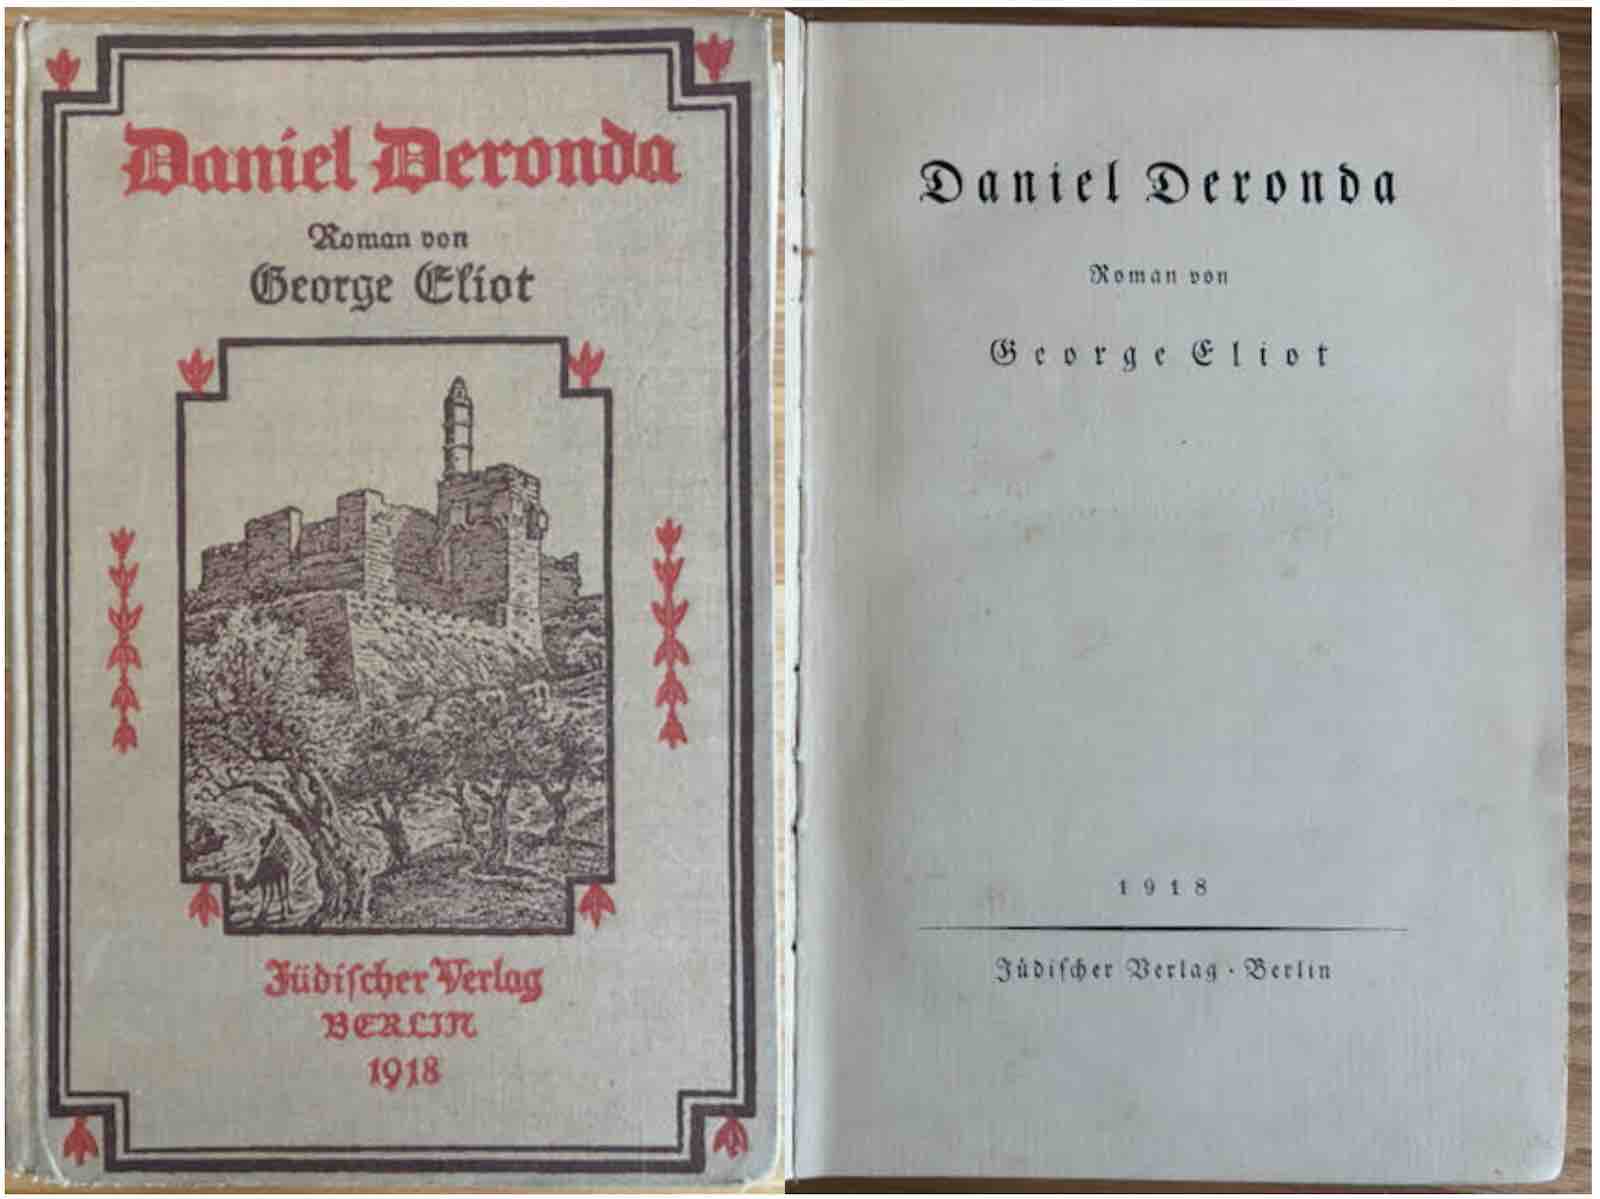 Daniel Deronda
Roman von
George Eliot
Jüdiſcher Verlag
BERLIN
1918
Daniel Deronda
Roman von
George Eliot
1918
Jüdiſcher Verlag · Berlin